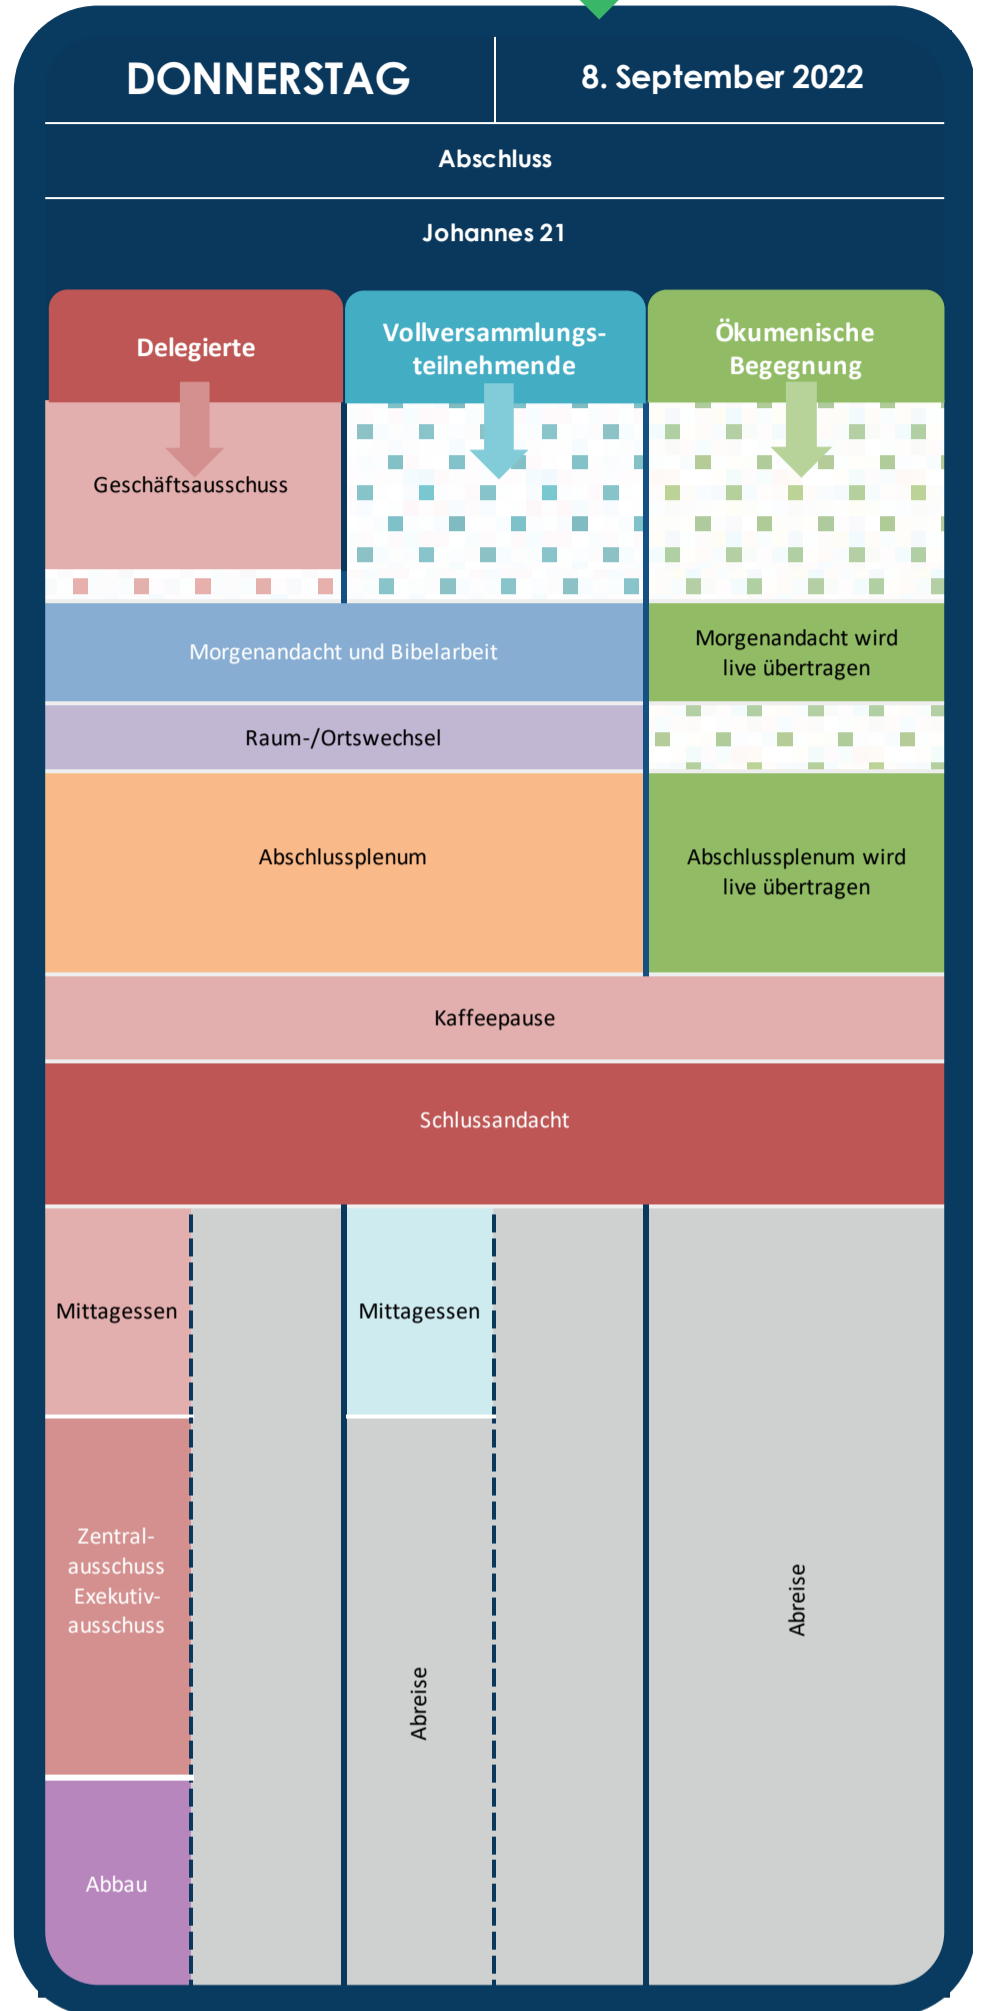 DONNERSTAG
8. September 2022
Abschluss
Johannes 21
Delegierte
Vollversammlungs-
teilnehmende
Ökumenische
Begegnung
Geschäftsausschuss
Morgenandacht und Bibelarbeit
Morgenandacht wird
live übertragen
Raum-/Ortswechsel
Abschlussplenum
Abschlussplenum wird
live übertragen
Kaffeepause
Schlussandacht
Mittagessen
Mittagessen
Zentral-
ausschuss
Exekutiv-
ausschuss
Abreise
Abreise
Abbau